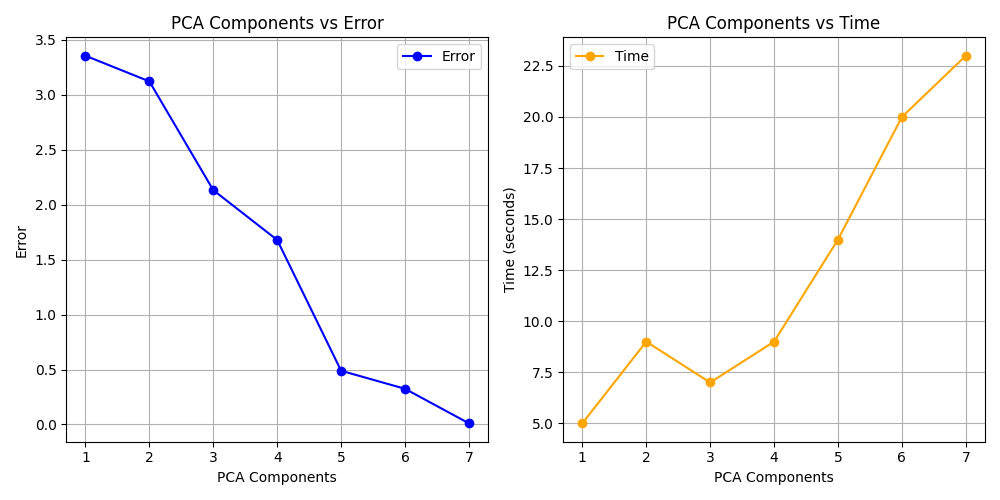 PCA Components vs Error
3.5
3.0
2.5
2.0
1.5
1.0
0.5
0.0
Error
Error
1 2 3 4 5 6 7
PCA Components
PCA Components vs Time
22.5
20.0
17.5
15.0
12.5
10.0
7.5
5.0
Time (seconds)
Time
1 2 3 4 5 6 7
PCA Components